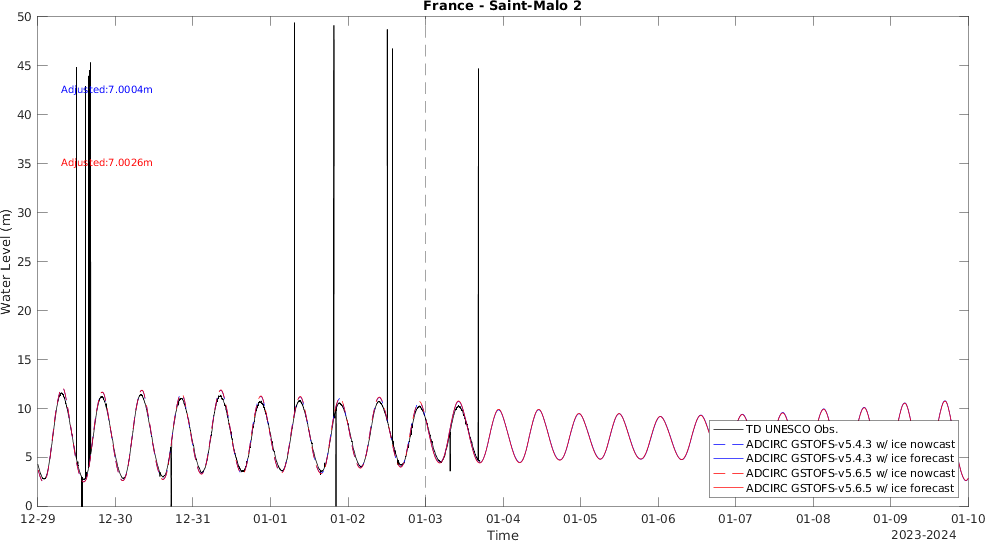 France - Saint-Malo 2
50
45
40
35
30
25
20
15
10
5
0
Water Level (m)
Adjusted:7.0004m
Adjusted:7.0026m
TD UNESCO Obs.
ADCIRC GSTOFS-v5.4.3 w/ ice nowcast
ADCIRC GSTOFS-v5.4.3 w/ ice forecast
ADCIRC GSTOFS-v5.6.5 w/ ice nowcast
ADCIRC GSTOFS-v5.6.5 w/ ice forecast
12-29 12-30 12-31 01-01 01-02 01-03 01-04 01-05 01-06 01-07 01-08 01-09 01-10
Time
2023-2024